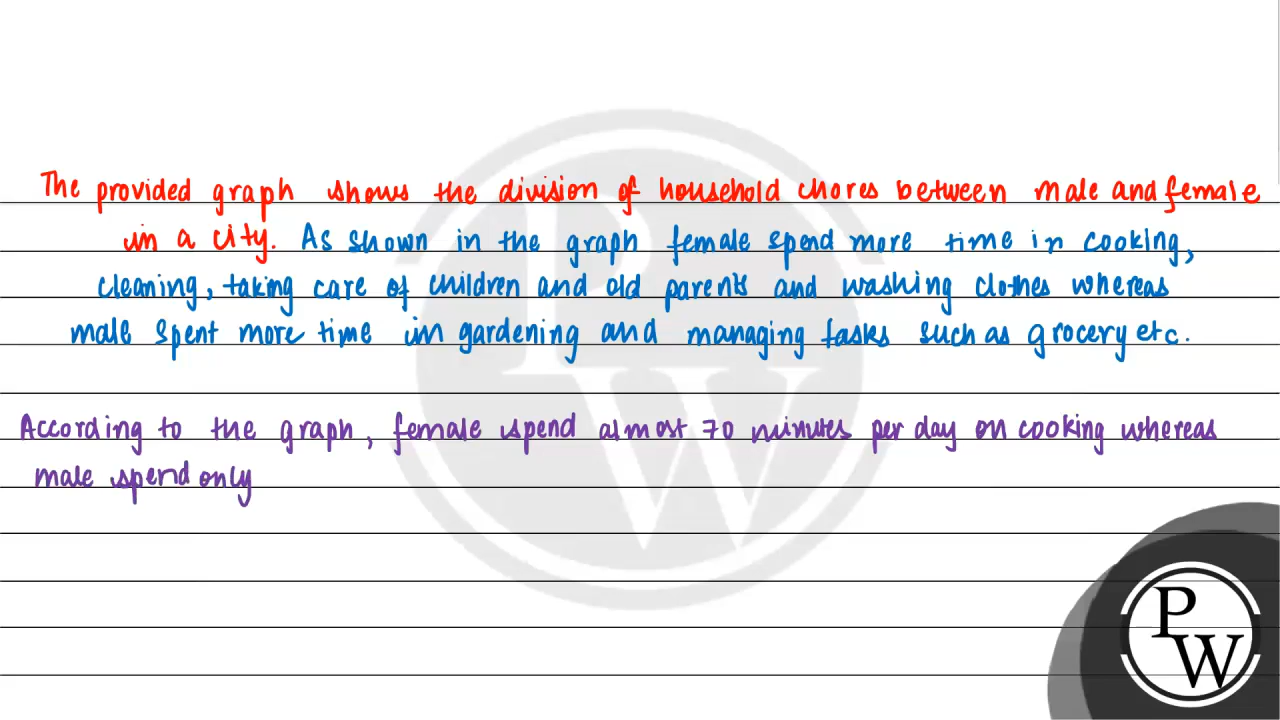 The provided graph shows the division of household chores between male and female
in a city. As shown in the graph female spend more time in cooking,
cleaning, taking care of children and old parents and washing clothes whereas
male spent more time in gardening and managing tasks such as grocery etc.
According to the graph, female spend almost 70 minutes per day on cooking whereas
male spend only
PW
PW